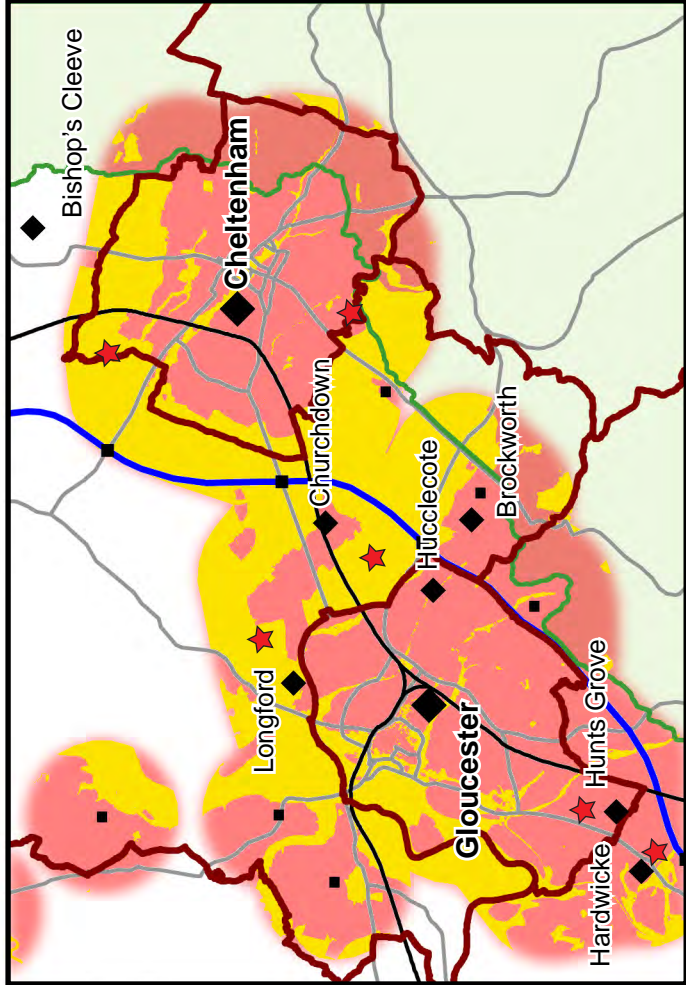 Bishop's Cleeve
Cheltenham
Churchdown
Hucclecote
Brockworth
Longford
Gloucester
Hunts Grove
Hardwicke